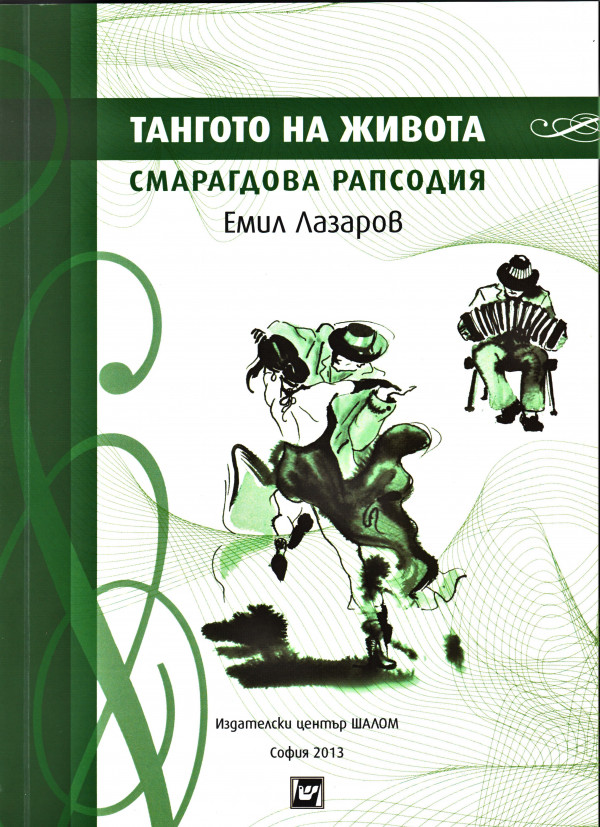 ТАНГОТО НА ЖИВОТА
СМАРАГДОВА РАПСОДИЯ
Емил Лазаров
Издателски център ШАЛОМ
София 2013